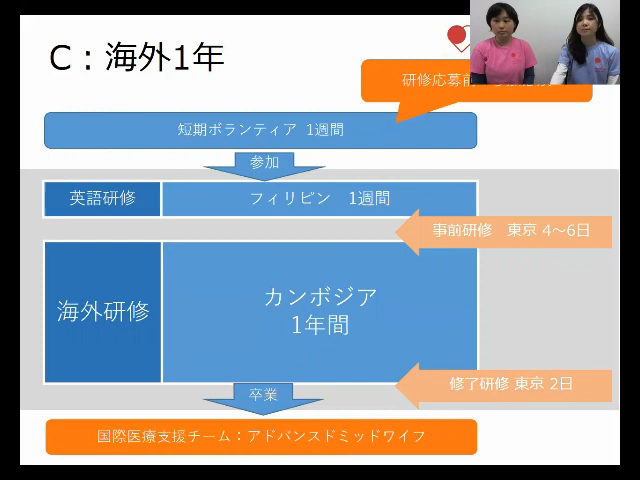 C：海外1年
研修応募前
短期ボランティア 1週間
参加
英語研修
フィリピン　1週間
事前研修　東京 4～6日
海外研修
カンボジア
1年間
修了研修 東京 2日
卒業
国際医療支援チーム：アドバンスドミッドワイフ